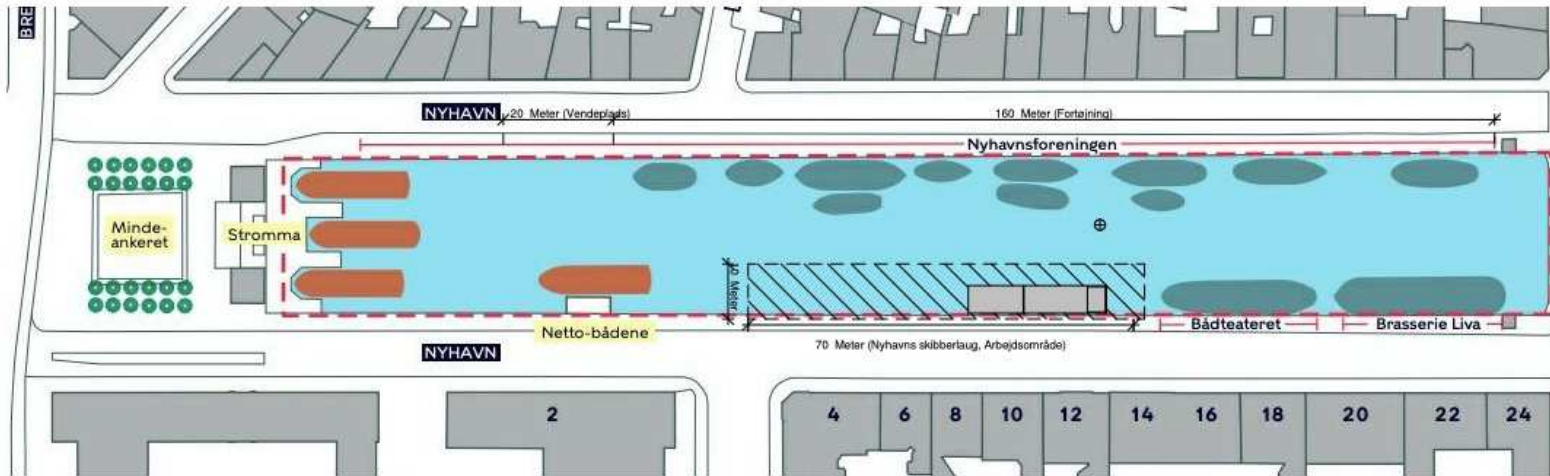 BRE
NYHAVN
20 Meter (Vendeplads)
160 Meter (Fortøjning)
Nyhavnsforeningen
Minde-
ankeret
Stromma
10 Meter
Netto-bådene
Bådteateret
Brasserie Liva
NYHAVN
70 Meter (Nyhavns skibberlaug, Arbejdsområde)
2
4
6
8
10
12
14
16
18
20
22
24